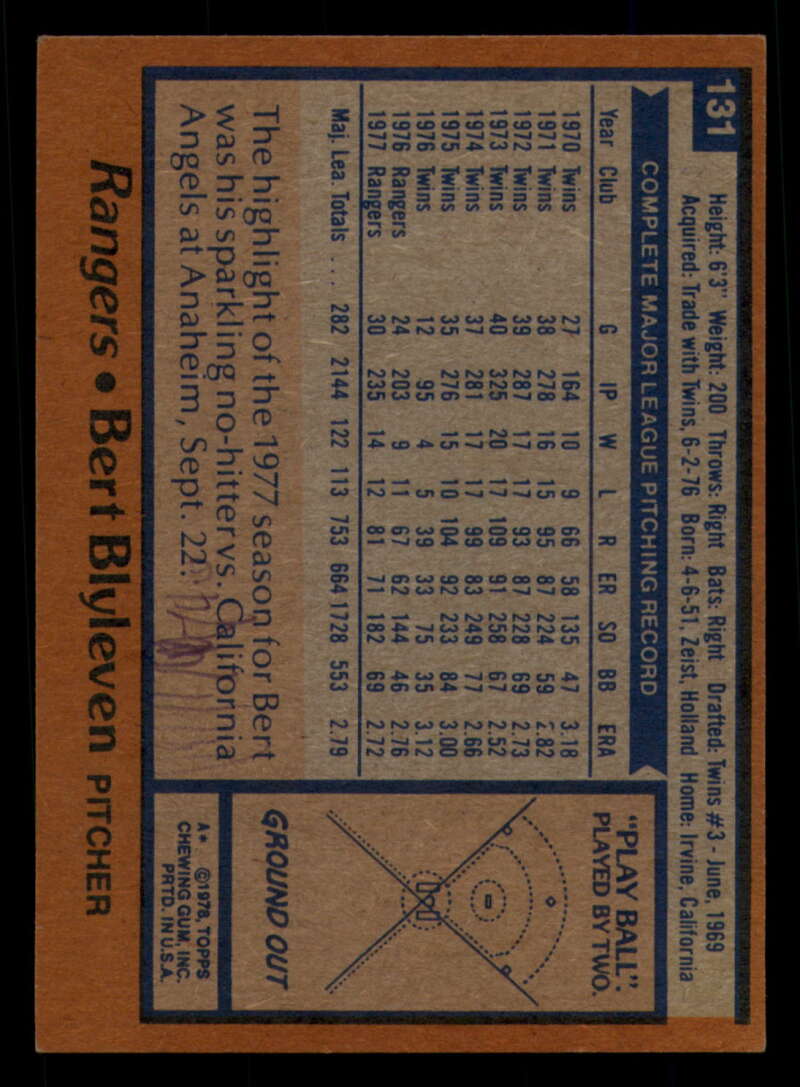 131
Height: 6'3" Weight: 200 Throws: Right Bats: Right Drafted: Twins #3 - June, 1969
Acquired: Trade with Twins, 6-2-76 Born: 4-6-51, Zeist, Holland Home: Irvine, California
COMPLETE MAJOR LEAGUE PITCHING RECORD
Year Club G IP W L R ER SO BB ERA
1970 Twins 27 164 10 9 66 58 135 47 3.18
1971 Twins 38 278 16 15 95 87 224 59 2.82
1972 Twins 39 287 17 17 93 87 228 69 2.73
1973 Twins 40 325 20 17 109 91 258 67 2.52
1974 Twins 37 281 17 17 99 83 249 77 2.66
1975 Twins 35 276 15 10 104 92 233 84 3.00
1976 Twins 12 95 4 5 39 33 75 35 3.12
1976 Rangers 24 203 9 11 67 62 144 46 2.76
1977 Rangers 30 235 14 12 81 71 182 69 2.72
Maj. Lea. Totals ... 282 2144 122 113 753 664 1728 553 2.79
The highlight of the 1977 season for Bert
was his sparkling no-hitter vs. California
Angels at Anaheim, Sept. 22.
"PLAY BALL":
PLAYED BY TWO.
GROUND OUT
A* ©1978, TOPPS
CHEWING GUM, INC.
PRTD. IN U.S.A.
Rangers • Bert Blyleven PITCHER